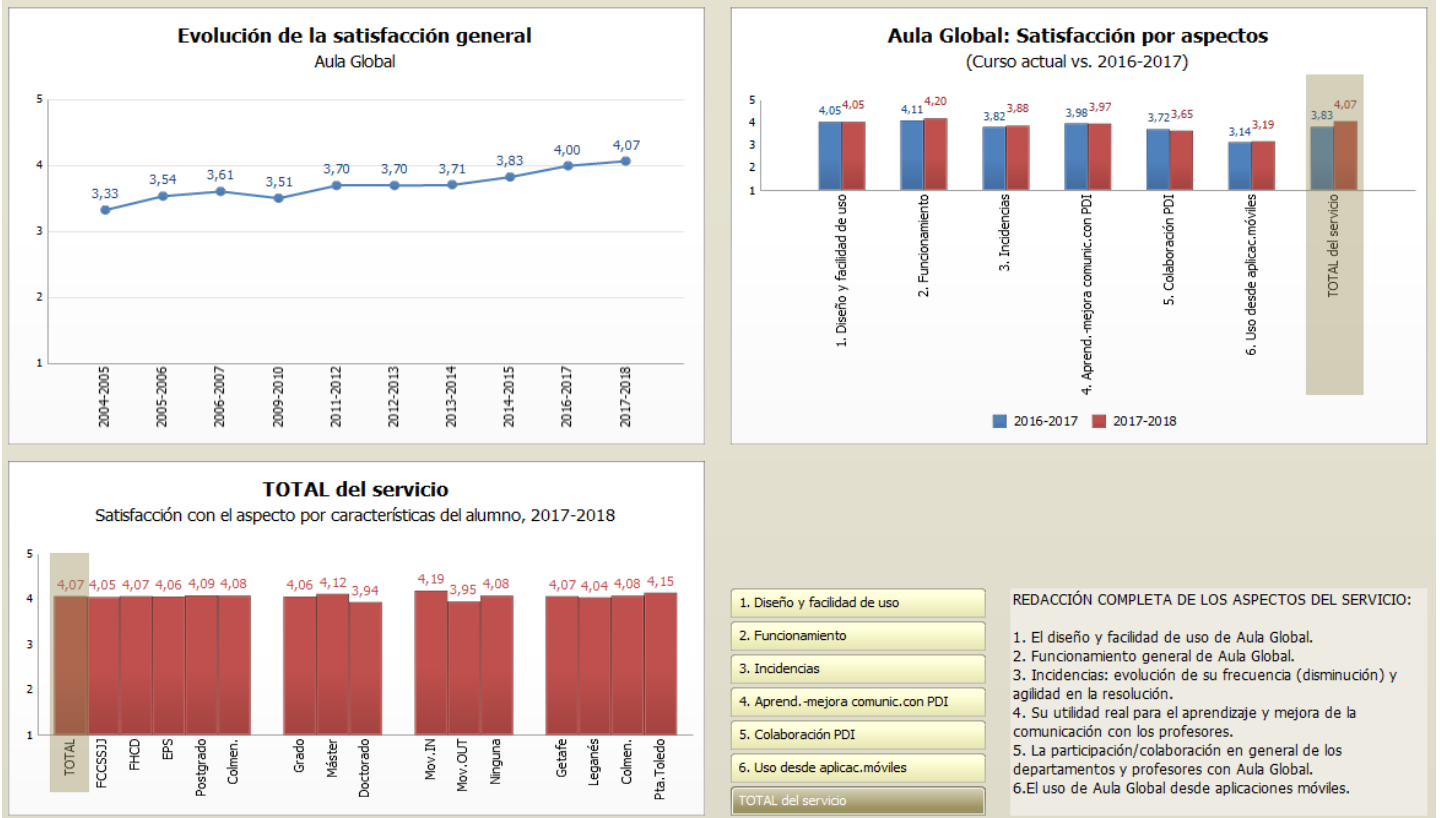 Evolución de la satisfacción general
Aula Global
5
4
3
2
1
3,33
3,54
3,61
3,51
3,70
3,70
3,71
3,83
4,00
4,07
2004-2005
2005-2006
2006-2007
2009-2010
2011-2012
2012-2013
2013-2014
2014-2015
2016-2017
2017-2018
Aula Global: Satisfacción por aspectos
(Curso actual vs. 2016-2017)
5
4
3
2
1
4,05 4,05
4,11 4,20
3,82 3,88
3,98 3,97
3,72 3,65
3,14 3,19
3,83 4,07
1. Diseño y facilidad de uso
2. Funcionamiento
3. Incidencias
4. Aprend.-mejora comunic.con PDI
5. Colaboración PDI
6. Uso desde aplicac.móviles
TOTAL del servicio
2016-2017 2017-2018
TOTAL del servicio
Satisfacción con el aspecto por características del alumno, 2017-2018
5
4
3
2
1
4,07 4,05 4,07 4,06 4,09 4,08
4,06 4,12 3,94
4,19 3,95 4,08
4,07 4,04 4,08 4,15
TOTAL
FCCSSJJ
FHCD
EPS
Postgrado
Colmen.
Grado
Máster
Doctorado
Mov.IN
Mov.OUT
Ninguna
Getafe
Leganés
Colmen.
Pta.Toledo
1. Diseño y facilidad de uso
2. Funcionamiento
3. Incidencias
4. Aprend.-mejora comunic.con PDI
5. Colaboración PDI
6. Uso desde aplicac.móviles
TOTAL del servicio
REDACCIÓN COMPLETA DE LOS ASPECTOS DEL SERVICIO:
1. El diseño y facilidad de uso de Aula Global.
2. Funcionamiento general de Aula Global.
3. Incidencias: evolución de su frecuencia (disminución) y
agilidad en la resolución.
4. Su utilidad real para el aprendizaje y mejora de la
comunicación con los profesores.
5. La participación/colaboración en general de los
departamentos y profesores con Aula Global.
6.El uso de Aula Global desde aplicaciones móviles.